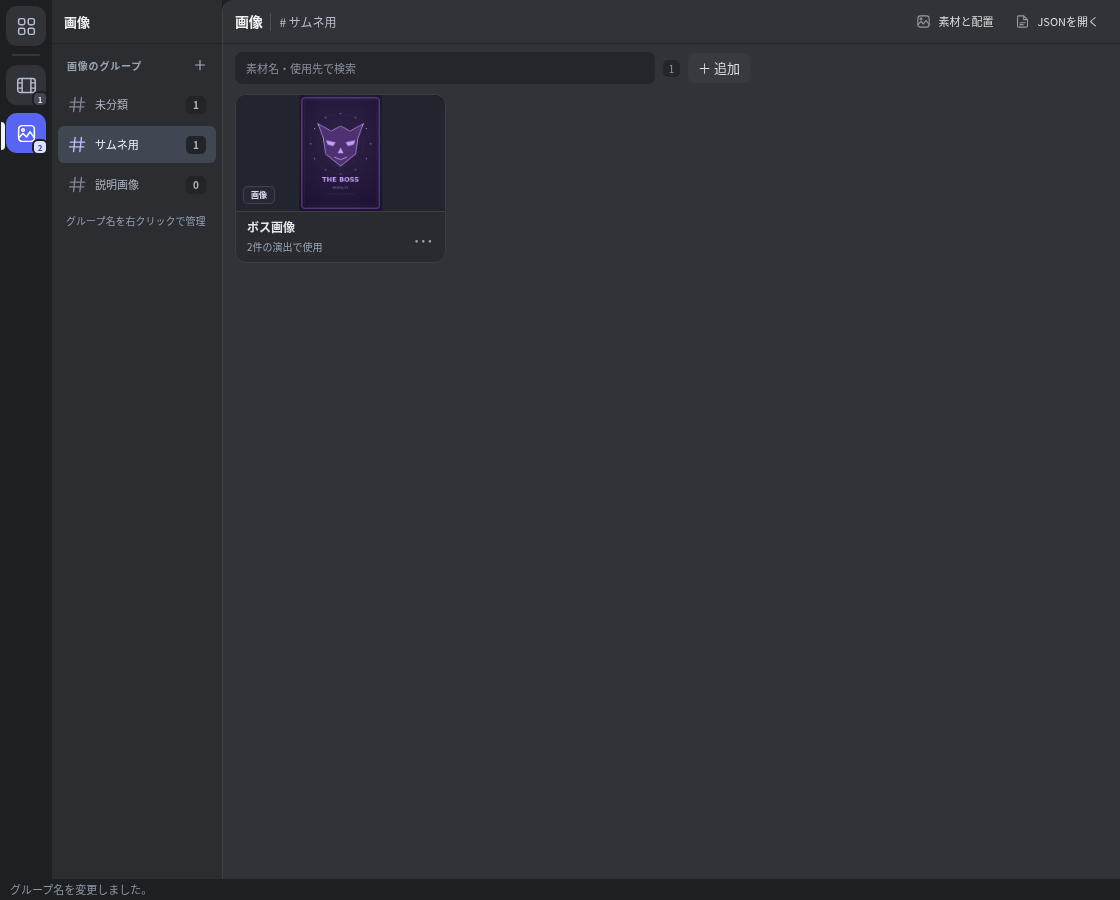 画像
画像
# サムネ用
素材と配置
JSONを開く
画像のグループ
素材名・使用先で検索
1
追加
1
2
未分類
1
サムネ用
1
説明画像
0
グループ名を右クリックで管理
THE BOSS
画像
ボス画像
2件の演出で使用
グループ名を変更しました。